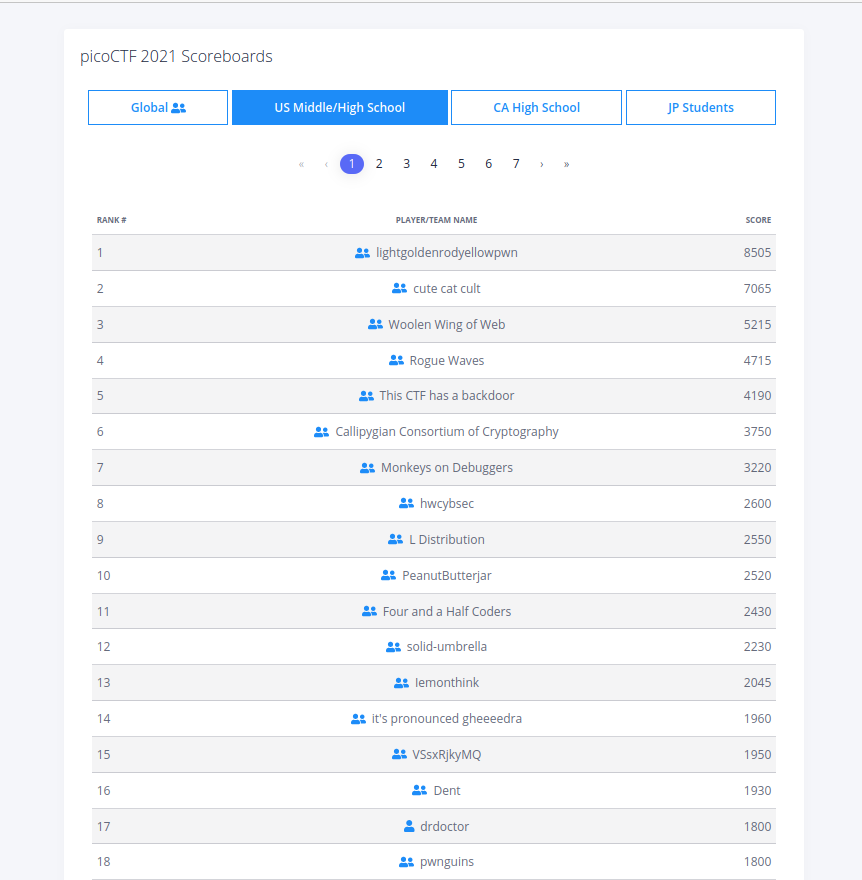 picoCTF 2021 Scoreboards
Global US Middle/High School CA High School JP Students
« ‹ 1 2 3 4 5 6 7 › »
RANK # PLAYER/TEAM NAME SCORE
1 lightgoldenrodyellowpwn 8505
2 cute cat cult 7065
3 Woolen Wing of Web 5215
4 Rogue Waves 4715
5 This CTF has a backdoor 4190
6 Callipygian Consortium of Cryptography 3750
7 Monkeys on Debuggers 3220
8 hwcybsec 2600
9 L Distribution 2550
10 PeanutButterjar 2520
11 Four and a Half Coders 2430
12 solid-umbrella 2230
13 lemonthink 2045
14 it's pronounced gheeeedra 1960
15 VSsxRjkyMQ 1950
16 Dent 1930
17 drdoctor 1800
18 pwnguins 1800